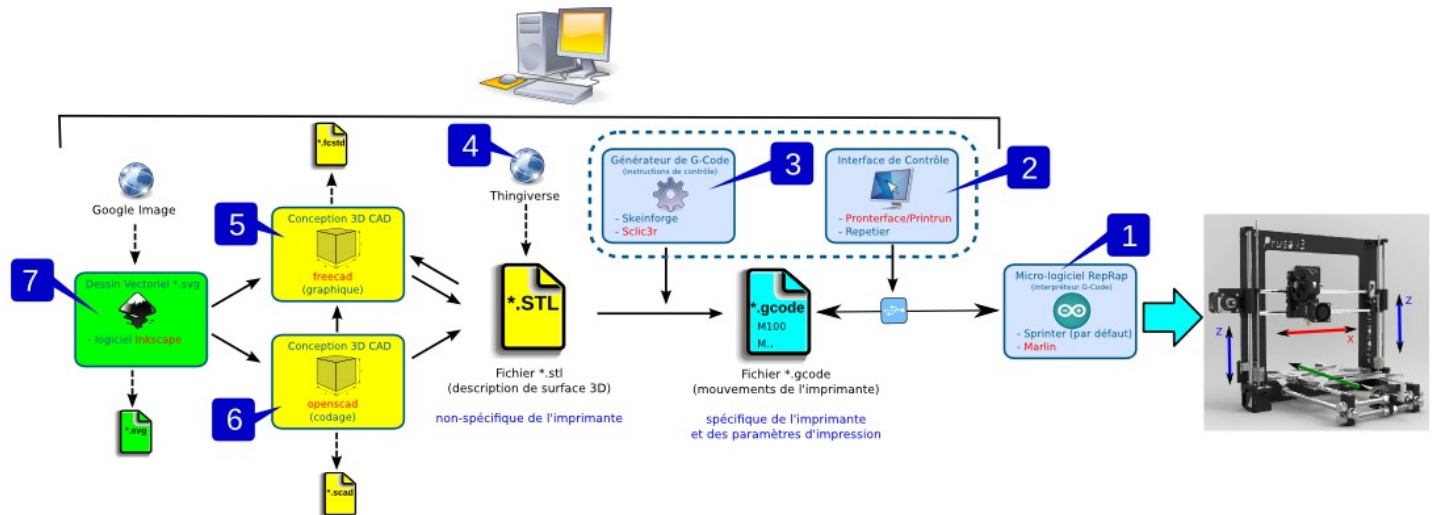 4
3
2
*.fcstd
Générateur de G-Code
(instructions de contrôle)
- Skeinforge
- Sclic3r
Interface de Contrôle
- Pronterface/Printrun
- Repetier
Google Image
Thingiverse
5
Conception 3D CAD
freecad
(graphique)
1
Micro-logiciel RepRap
(interpréteur G-Code)
- Sprinter (par défaut)
- Marlin
7
Dessin Vectoriel *.svg
- logiciel Inkscape
*.STL
*.gcode
M100
M..
Prusa i3
Z
Z
X
6
Conception 3D CAD
openscad
(codage)
Fichier *.stl
(description de surface 3D)
non-spécifique de l'imprimante
Fichier *.gcode
(mouvements de l'imprimante)
spécifique de l'imprimante
et des paramètres d'impression
*.svg
*.scad